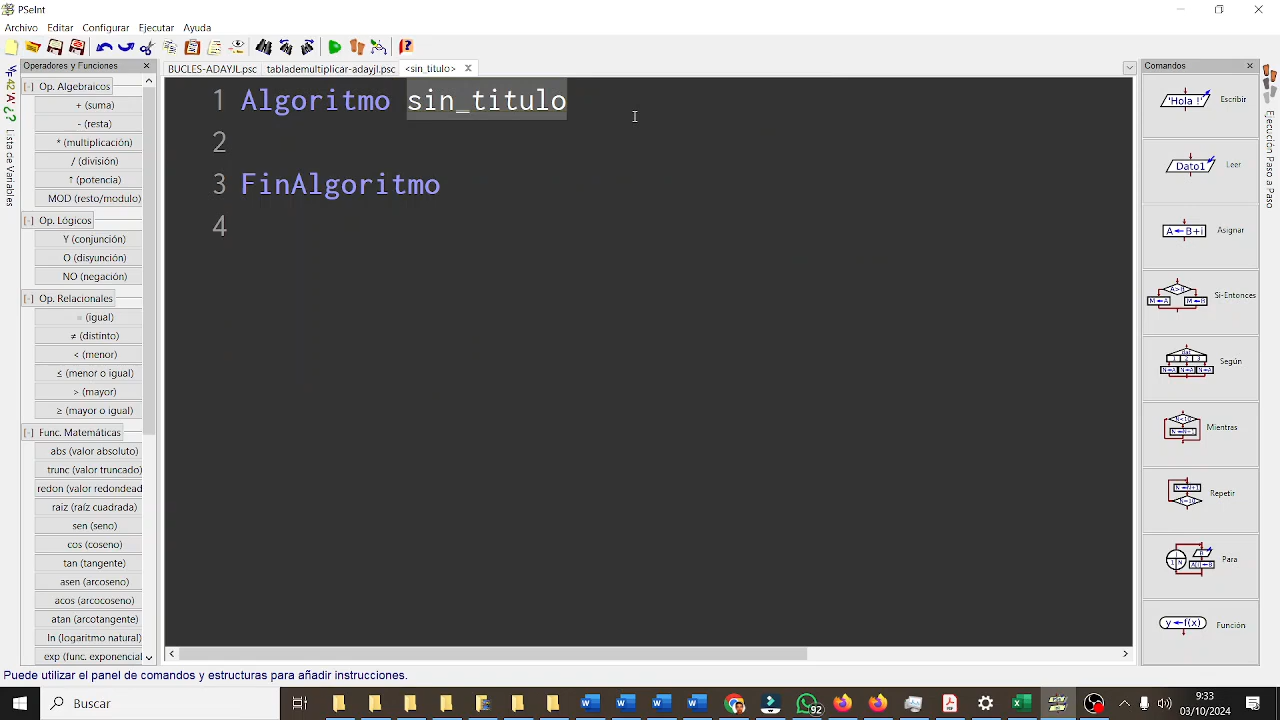 PSeInt
Archivo Editar Configurar Ejecutar Ayuda
Operadores y Funciones
BUCLES-ADAYJL.psc
tablademultiplicar-adayjl.psc
<sin_titulo>
Comandos
Lista de Variables
Op. Algebraicos
+ (suma)
- (resta)
* (multiplicación)
/ (división)
↑ (potencia)
MOD (resto/modulo)
Op. Lógicos
Y (conjunción)
O (disyunción)
NO (negación)
Op. Relacionales
= (igual)
≠ (distinto)
< (menor)
≤ (menor o igual)
> (mayor)
≥ (mayor o igual)
Func. Matemáticas
abs (valor absoluto)
trunc (valor truncado)
redon (valor redondead
raiz (raíz cuadrada)
sen (seno)
cos (coseno)
tan (tangente)
asen (arcoseno)
acos (arcocoseno)
atan (arcotangente)
ln (logaritmo natural)
exp (func. exponencial
1 Algoritmo sin_titulo
2
3 FinAlgoritmo
4
'Hola !' Escribir
Dato1 Leer
A←B+i Asignar
Si-Entonces
Según
Mientras
Repetir
Para
y←f(x) Función
Ejecución Paso a Paso
Puede utilizar el panel de comandos y estructuras para añadir instrucciones.
Buscar
92
9:33
03/10/2024